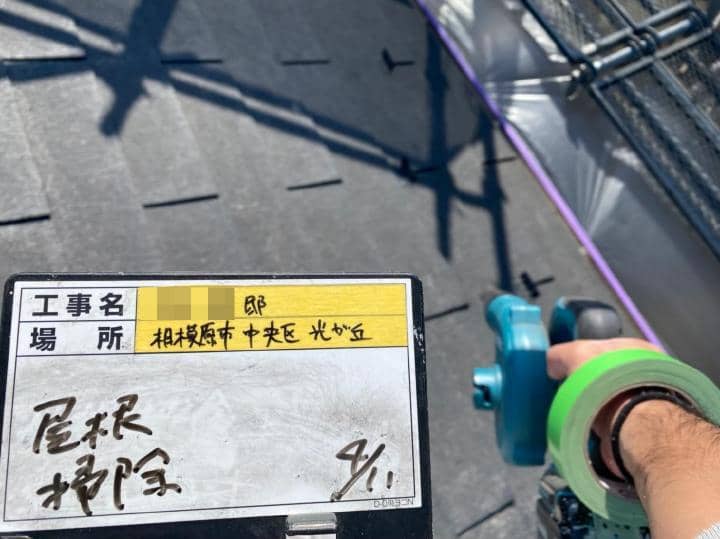 工事名 邸
場所 相模原市 中央区 光が丘
屋根
掃除
4/11